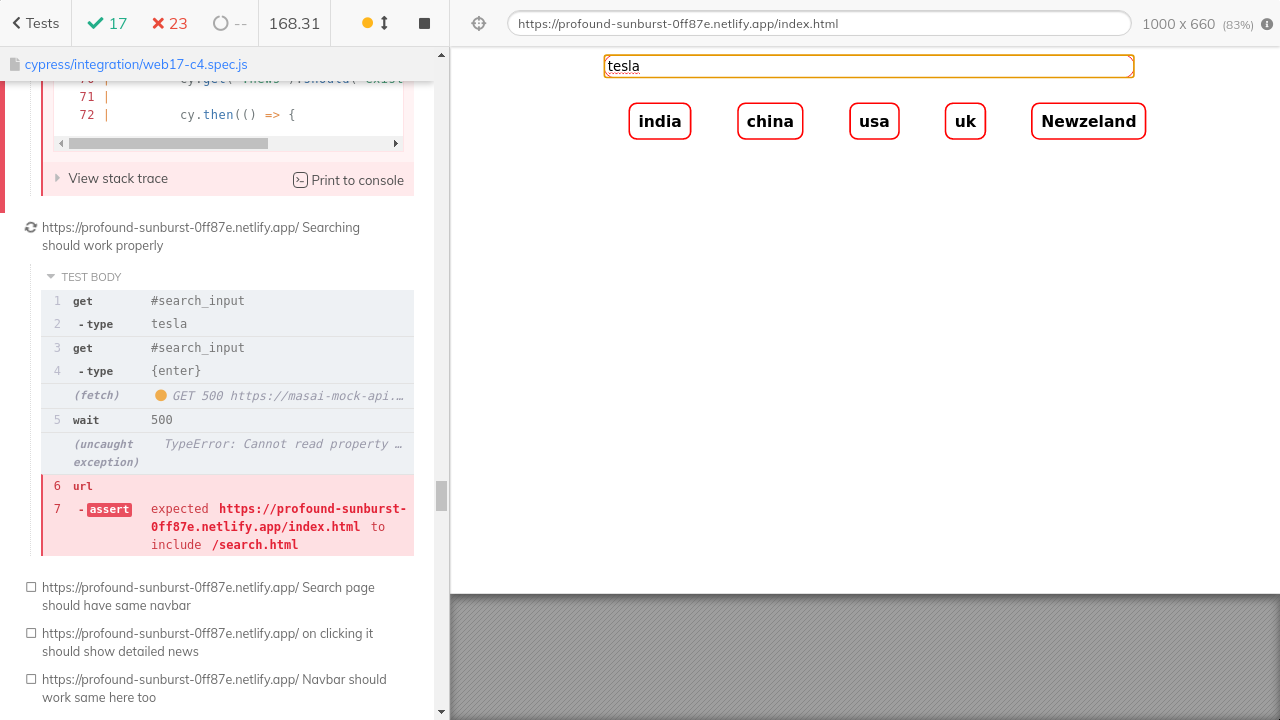 Tests 17 23 -- 168.31
cypress/integration/web17-c4.spec.js
71 |
72 | cy.then(() => {
View stack trace Print to console
https://profound-sunburst-0ff87e.netlify.app/ Searching
should work properly
TEST BODY
1 get #search_input
2 -type tesla
3 get #search_input
4 -type {enter}
(fetch) GET 500 https://masai-mock-api.…
5 wait 500
(uncaught TypeError: Cannot read property …
exception)
6 url
7 -assert expected https://profound-sunburst-
0ff87e.netlify.app/index.html to
include /search.html
https://profound-sunburst-0ff87e.netlify.app/ Search page
should have same navbar
https://profound-sunburst-0ff87e.netlify.app/ on clicking it
should show detailed news
https://profound-sunburst-0ff87e.netlify.app/ Navbar should
work same here too
https://profound-sunburst-0ff87e.netlify.app/index.html 1000 x 660 (83%)
tesla
india china usa uk Newzeland